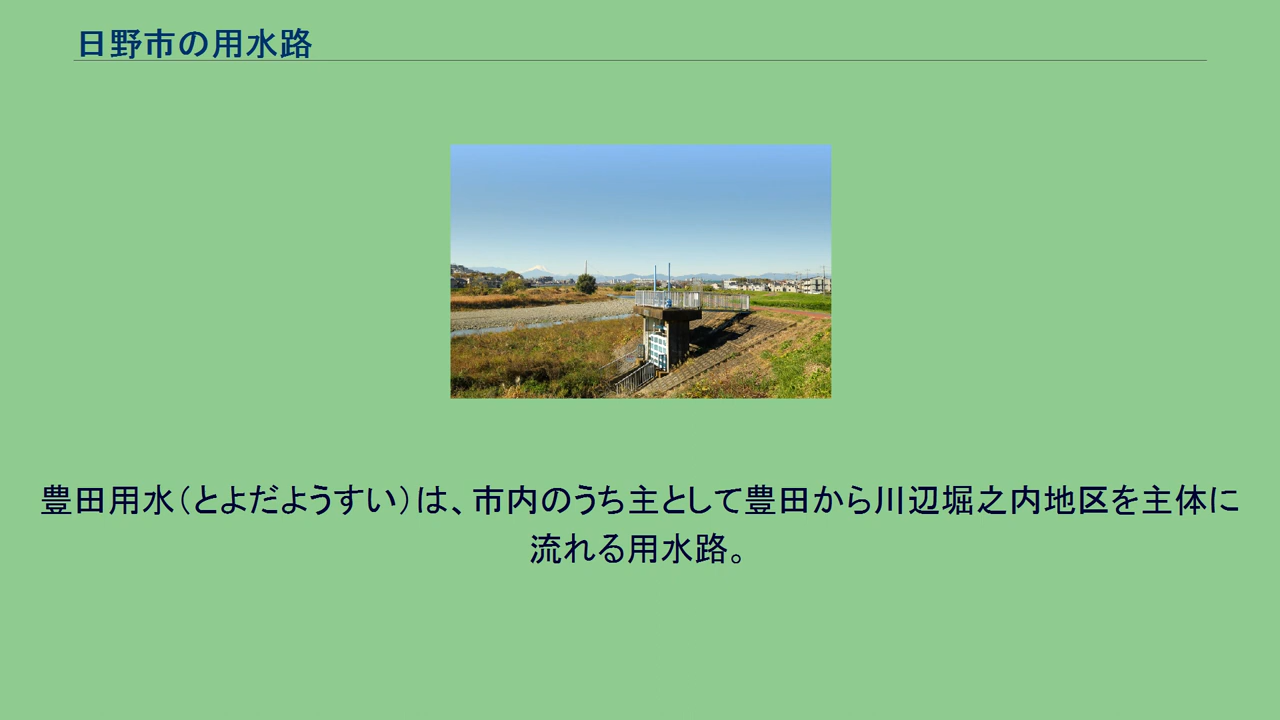 日野市の用水路
豊田用水（とよだようすい）は、市内のうち主として豊田から川辺堀之内地区を主体に
流れる用水路。